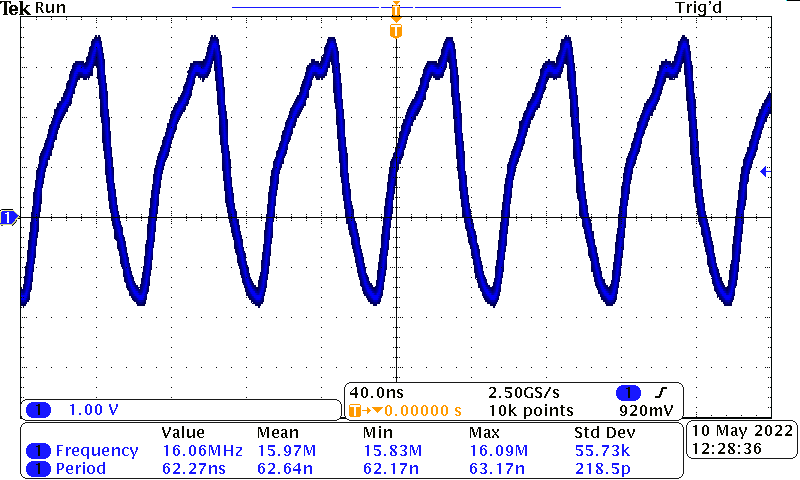 Tek Run Trig'd
T
T
1
40.0ns 2.50GS/s 1
T→▼0.00000 s 10k points 920mV
1 1.00 V
Value Mean Min Max Std Dev
1 Frequency 16.06MHz 15.97M 15.83M 16.09M 55.73k
1 Period 62.27ns 62.64n 62.17n 63.17n 218.5p
10 May 2022
12:28:36